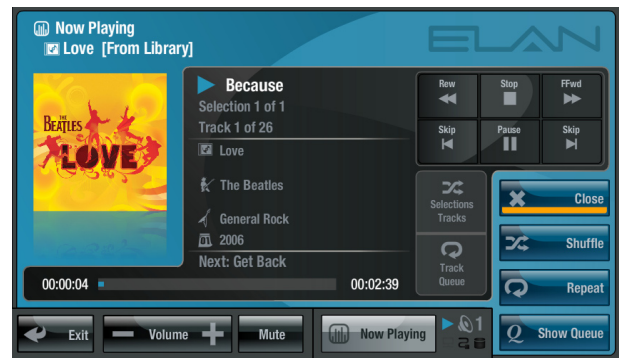 Now Playing
Love [From Library]
ELAN
THE
BEATLES
LOVE
Because
Selection 1 of 1
Track 1 of 26
Love
The Beatles
General Rock
2006
Next: Get Back
00:00:04
00:02:39
Rew
Stop
FFwd
Skip
Pause
Skip
Selections
Tracks
Track
Queue
Close
Shuffle
Repeat
Q Show Queue
Exit
Volume
Mute
Now Playing
1